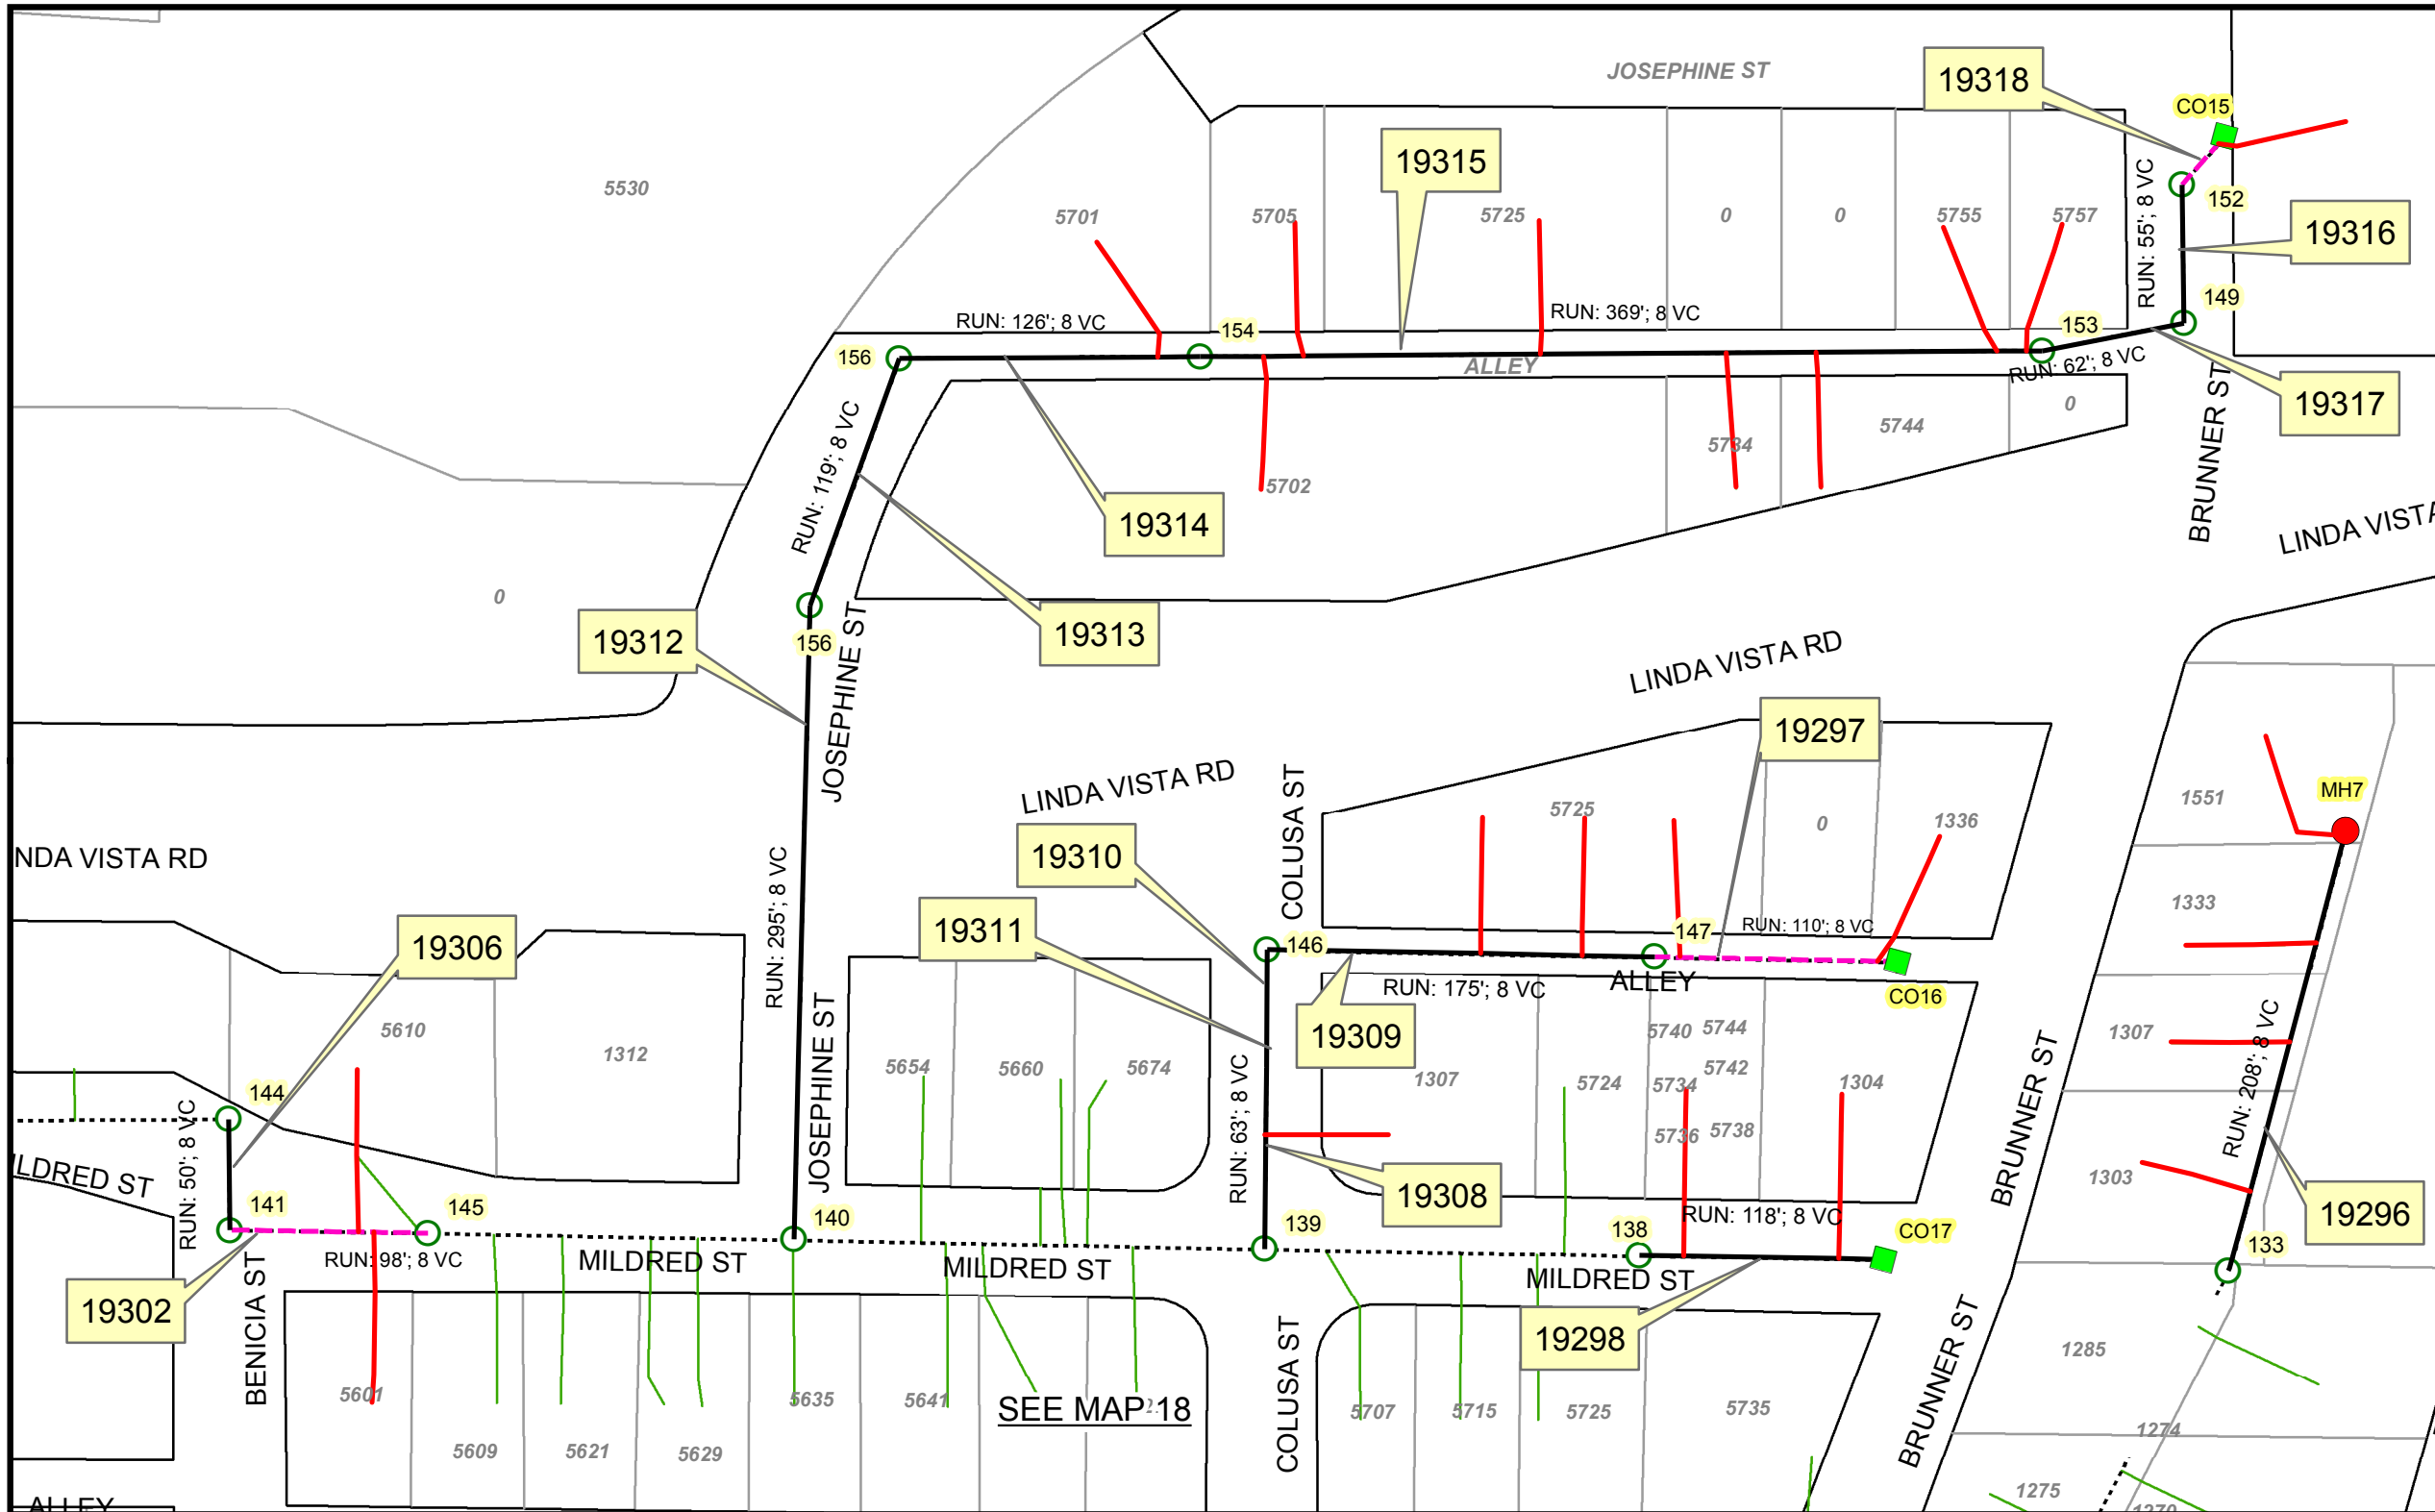 JOSEPHINE ST
19318
CO15
5530
5701
5705
19315
5725
0
0
5755
5757
RUN: 55'; 8 VC
152
19316
149
RUN: 126'; 8 VC
154
RUN: 369'; 8 VC
153
156
ALLEY
RUN: 62'; 8 VC
19317
RUN: 119'; 8 VC
5702
5734
5744
0
BRUNNER ST
19314
LINDA VISTA
0
19312
156
19313
JOSEPHINE ST
LINDA VISTA RD
19297
LINDA VISTA RD
COLUSA ST
5725
0
1336
1551
MH7
NDA VISTA RD
19310
RUN: 295'; 8 VC
19311
19306
146
147
RUN: 110'; 8 VC
1333
RUN: 175'; 8 VC
ALLEY
CO16
5610
1312
JOSEPHINE ST
5654
5660
5674
19309
1307
5740
5744
5742
5724
5734
1304
5736
5738
1307
RUN: 208'; 8 VC
BRUNNER ST
144
RUN: 50'; 8 VC
LDRED ST
RUN: 63'; 8 VC
19308
1303
19296
141
145
140
139
138
RUN: 118'; 8 VC
CO17
133
RUN: 98'; 8 VC
MILDRED ST
MILDRED ST
MILDRED ST
19302
BENICIA ST
19298
COLUSA ST
BRUNNER ST
1285
5601
5635
5641
SEE MAP 18
5707
5715
5725
5735
5609
5621
5629
1274
1275
1270
ALLEY